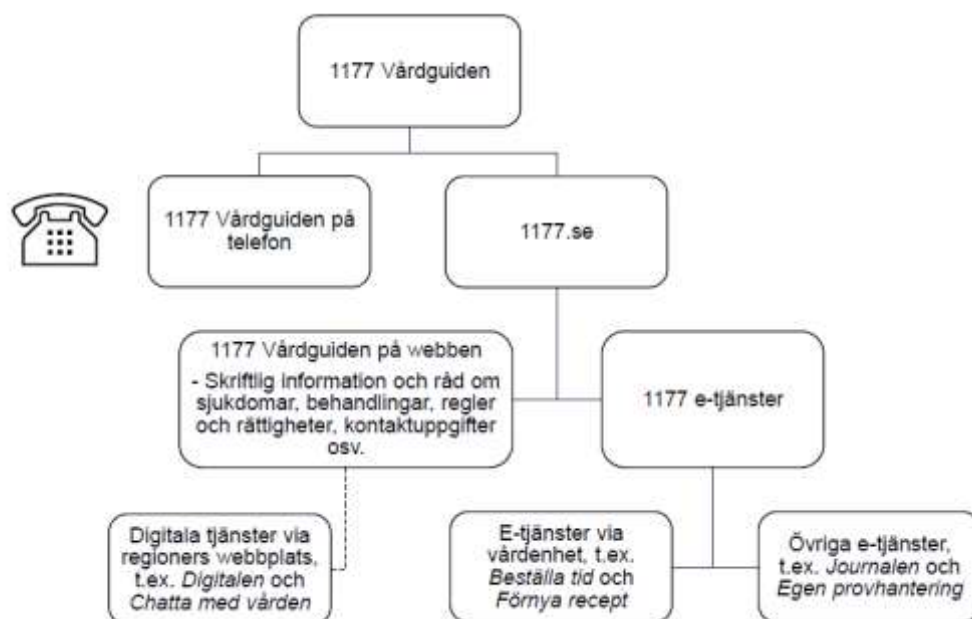 1177 Vårdguiden
1177 Vårdguiden på
telefon
1177.se
1177 Vårdguiden på webben
- Skriftlig information och råd om
sjukdomar, behandlingar, regler
och rättigheter, kontaktuppgifter
osv.
1177 e-tjänster
Digitala tjänster via
regioners webbplats,
t.ex. Digitalen och
Chatta med vården
E-tjänster via
vårdenhet, t.ex.
Beställa tid och
Förnya recept
Övriga e-tjänster,
t.ex. Journalen och
Egen provhantering